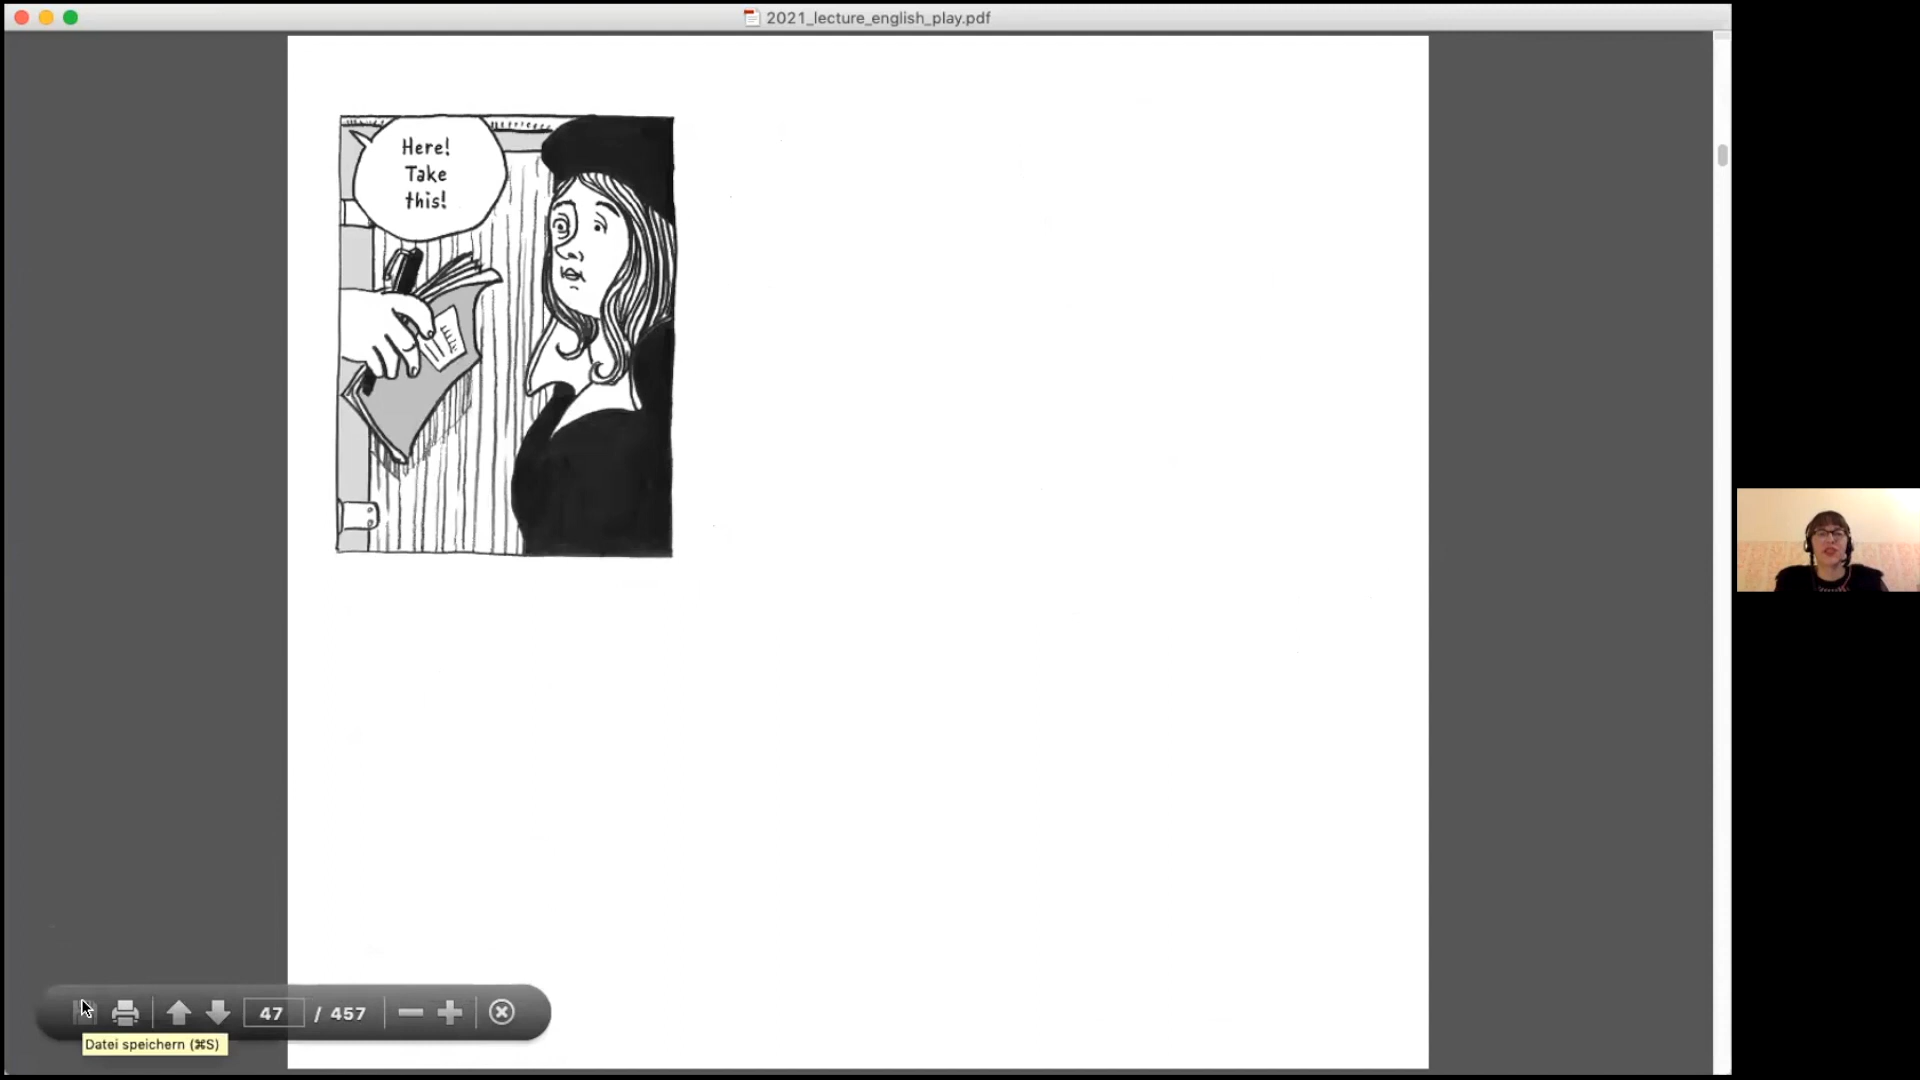 2021_lecture_english_play.pdf
Here!
Take
this!
47 / 457
Datei speichern (⌘S)